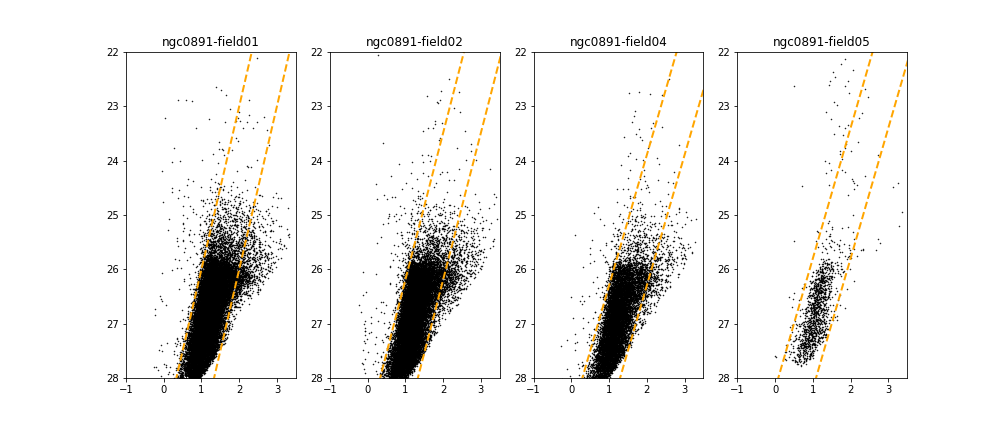 ngc0891-field01 ngc0891-field02 ngc0891-field04 ngc0891-field05
22 22 22 22
23 23 23 23
24 24 24 24
25 25 25 25
26 26 26 26
27 27 27 27
28 28 28 28
−1 0 1 2 3 −1 0 1 2 3 −1 0 1 2 3 −1 0 1 2 3